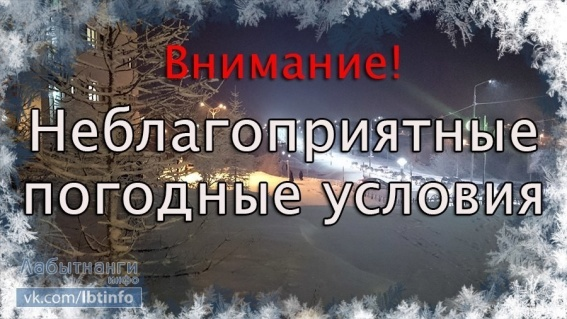 Внимание!
Неблагоприятные
погодные условия
Лабытнанги
инфо
vk.com/lbtinfo